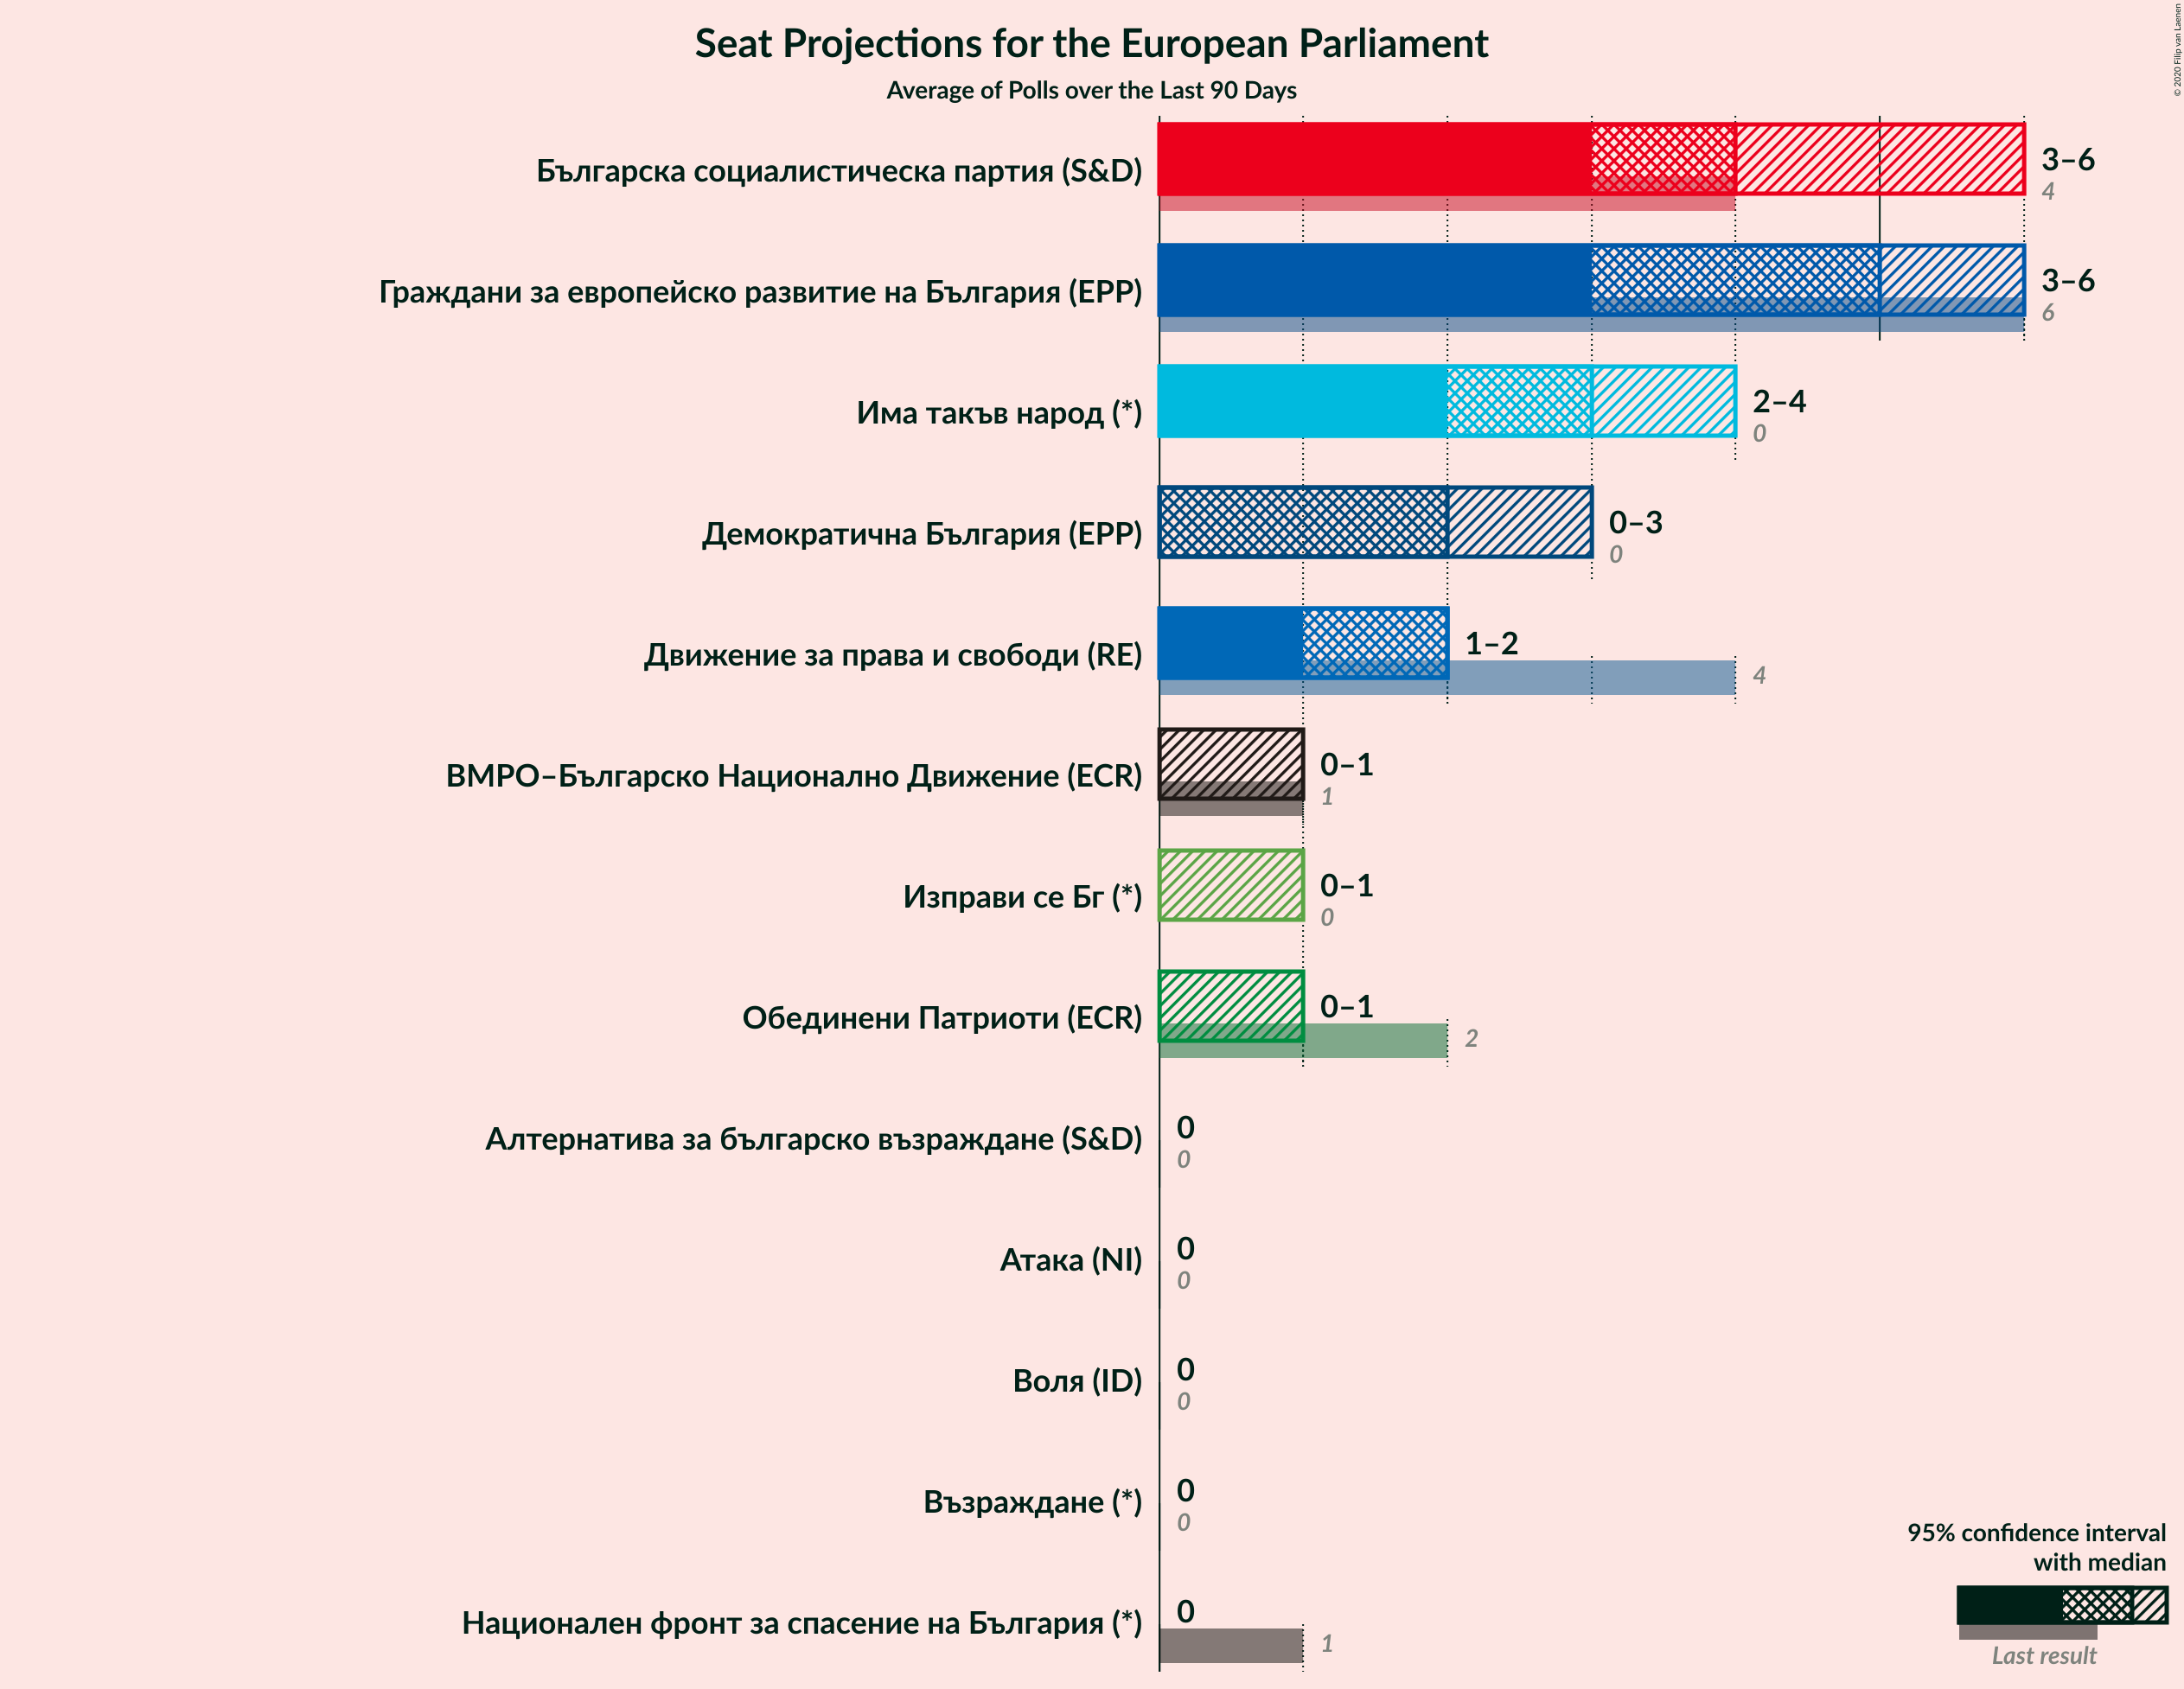 Seat Projections for the European Parliament
Average of Polls over the Last 90 Days
© 2020 Filip van Laenen
Българска социалистическа партия (S&D)
3–6
4
Граждани за европейско развитие на България (EPP)
3–6
6
Има такъв народ (*)
2–4
0
Демократична България (EPP)
0–3
0
Движение за права и свободи (RE)
1–2
4
ВМРО–Българско Национално Движение (ECR)
0–1
1
Изправи се Бг (*)
0–1
0
Обединени Патриоти (ECR)
0–1
2
Алтернатива за българско възраждане (S&D)
0
0
Атака (NI)
0
0
Воля (ID)
0
0
Възраждане (*)
0
0
Национален фронт за спасение на България (*)
0
1
95% confidence interval
with median
Last result